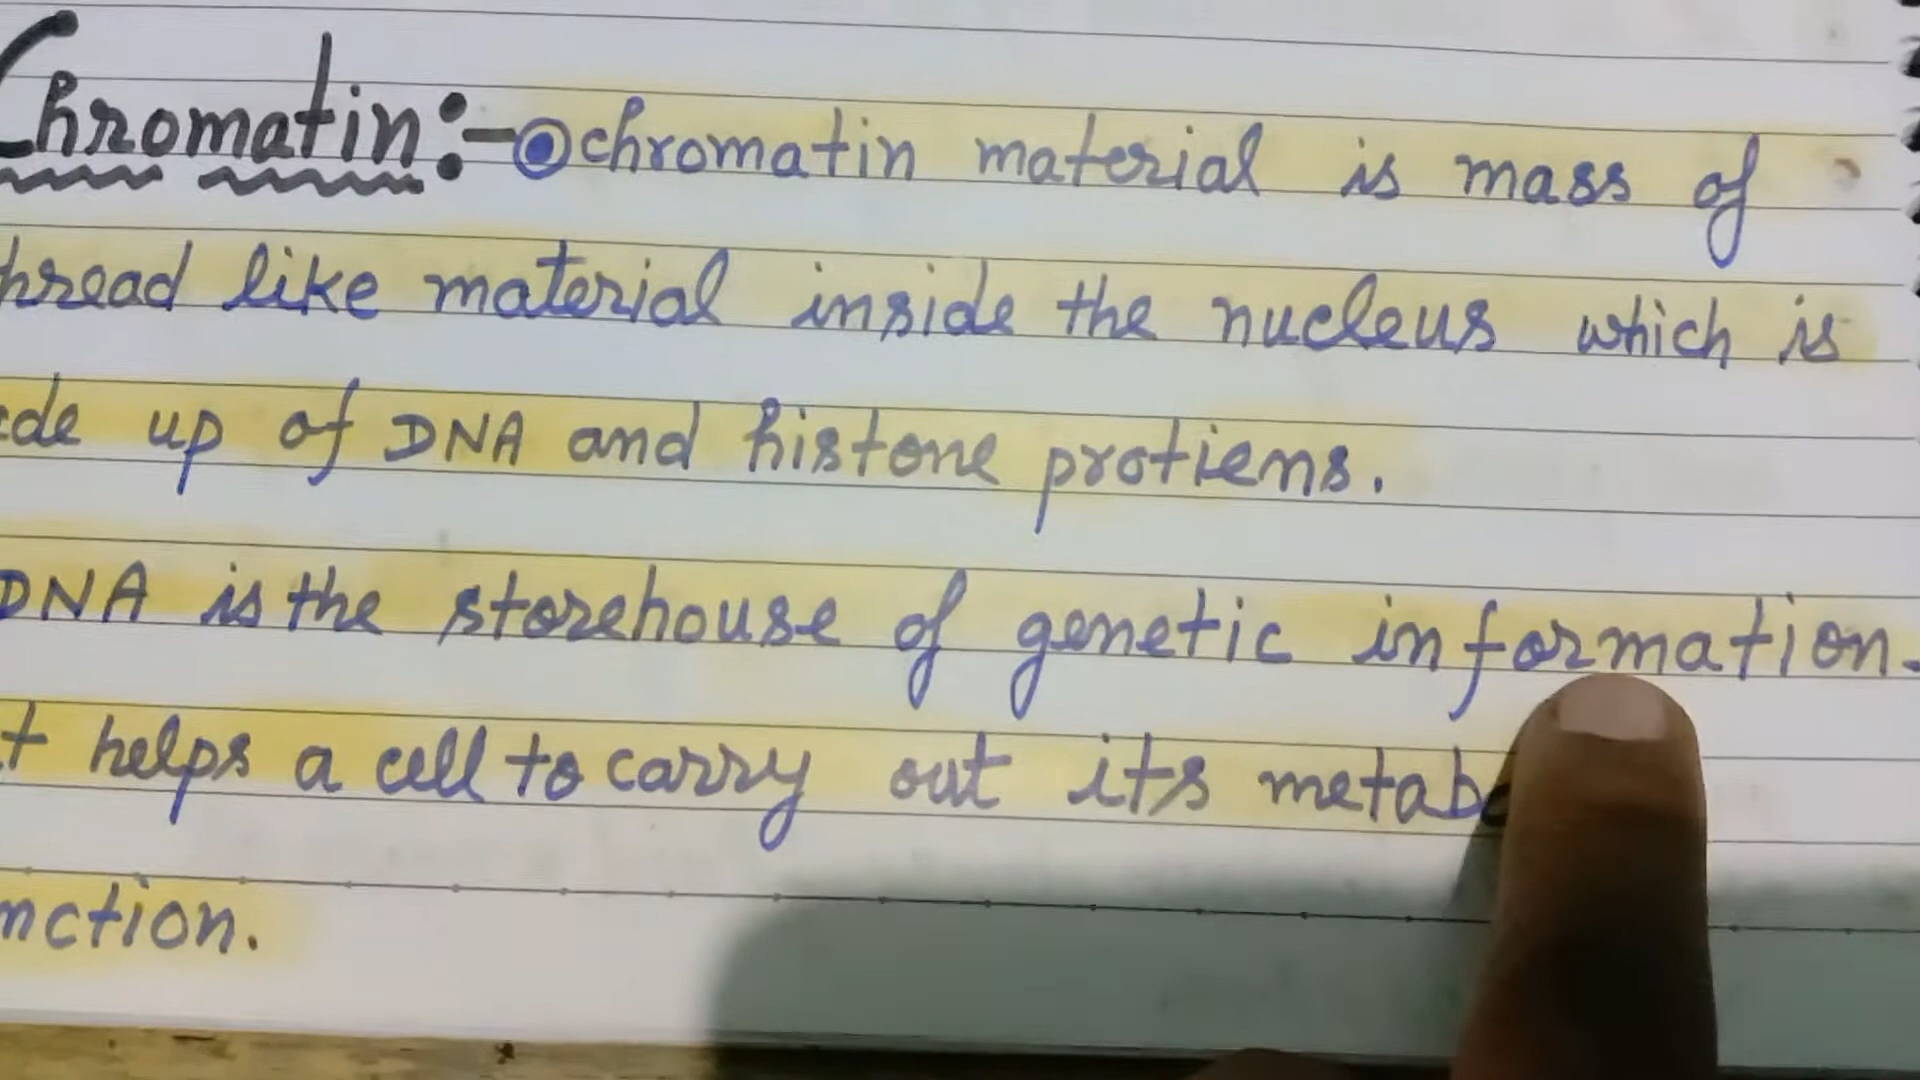 Chromatin:- chromatin material is mass of
hread like material inside the nucleus which is
de up of DNA and histone protiens.
DNA is the storehouse of genetic information.
t helps a cell to carry out its metab
nction.